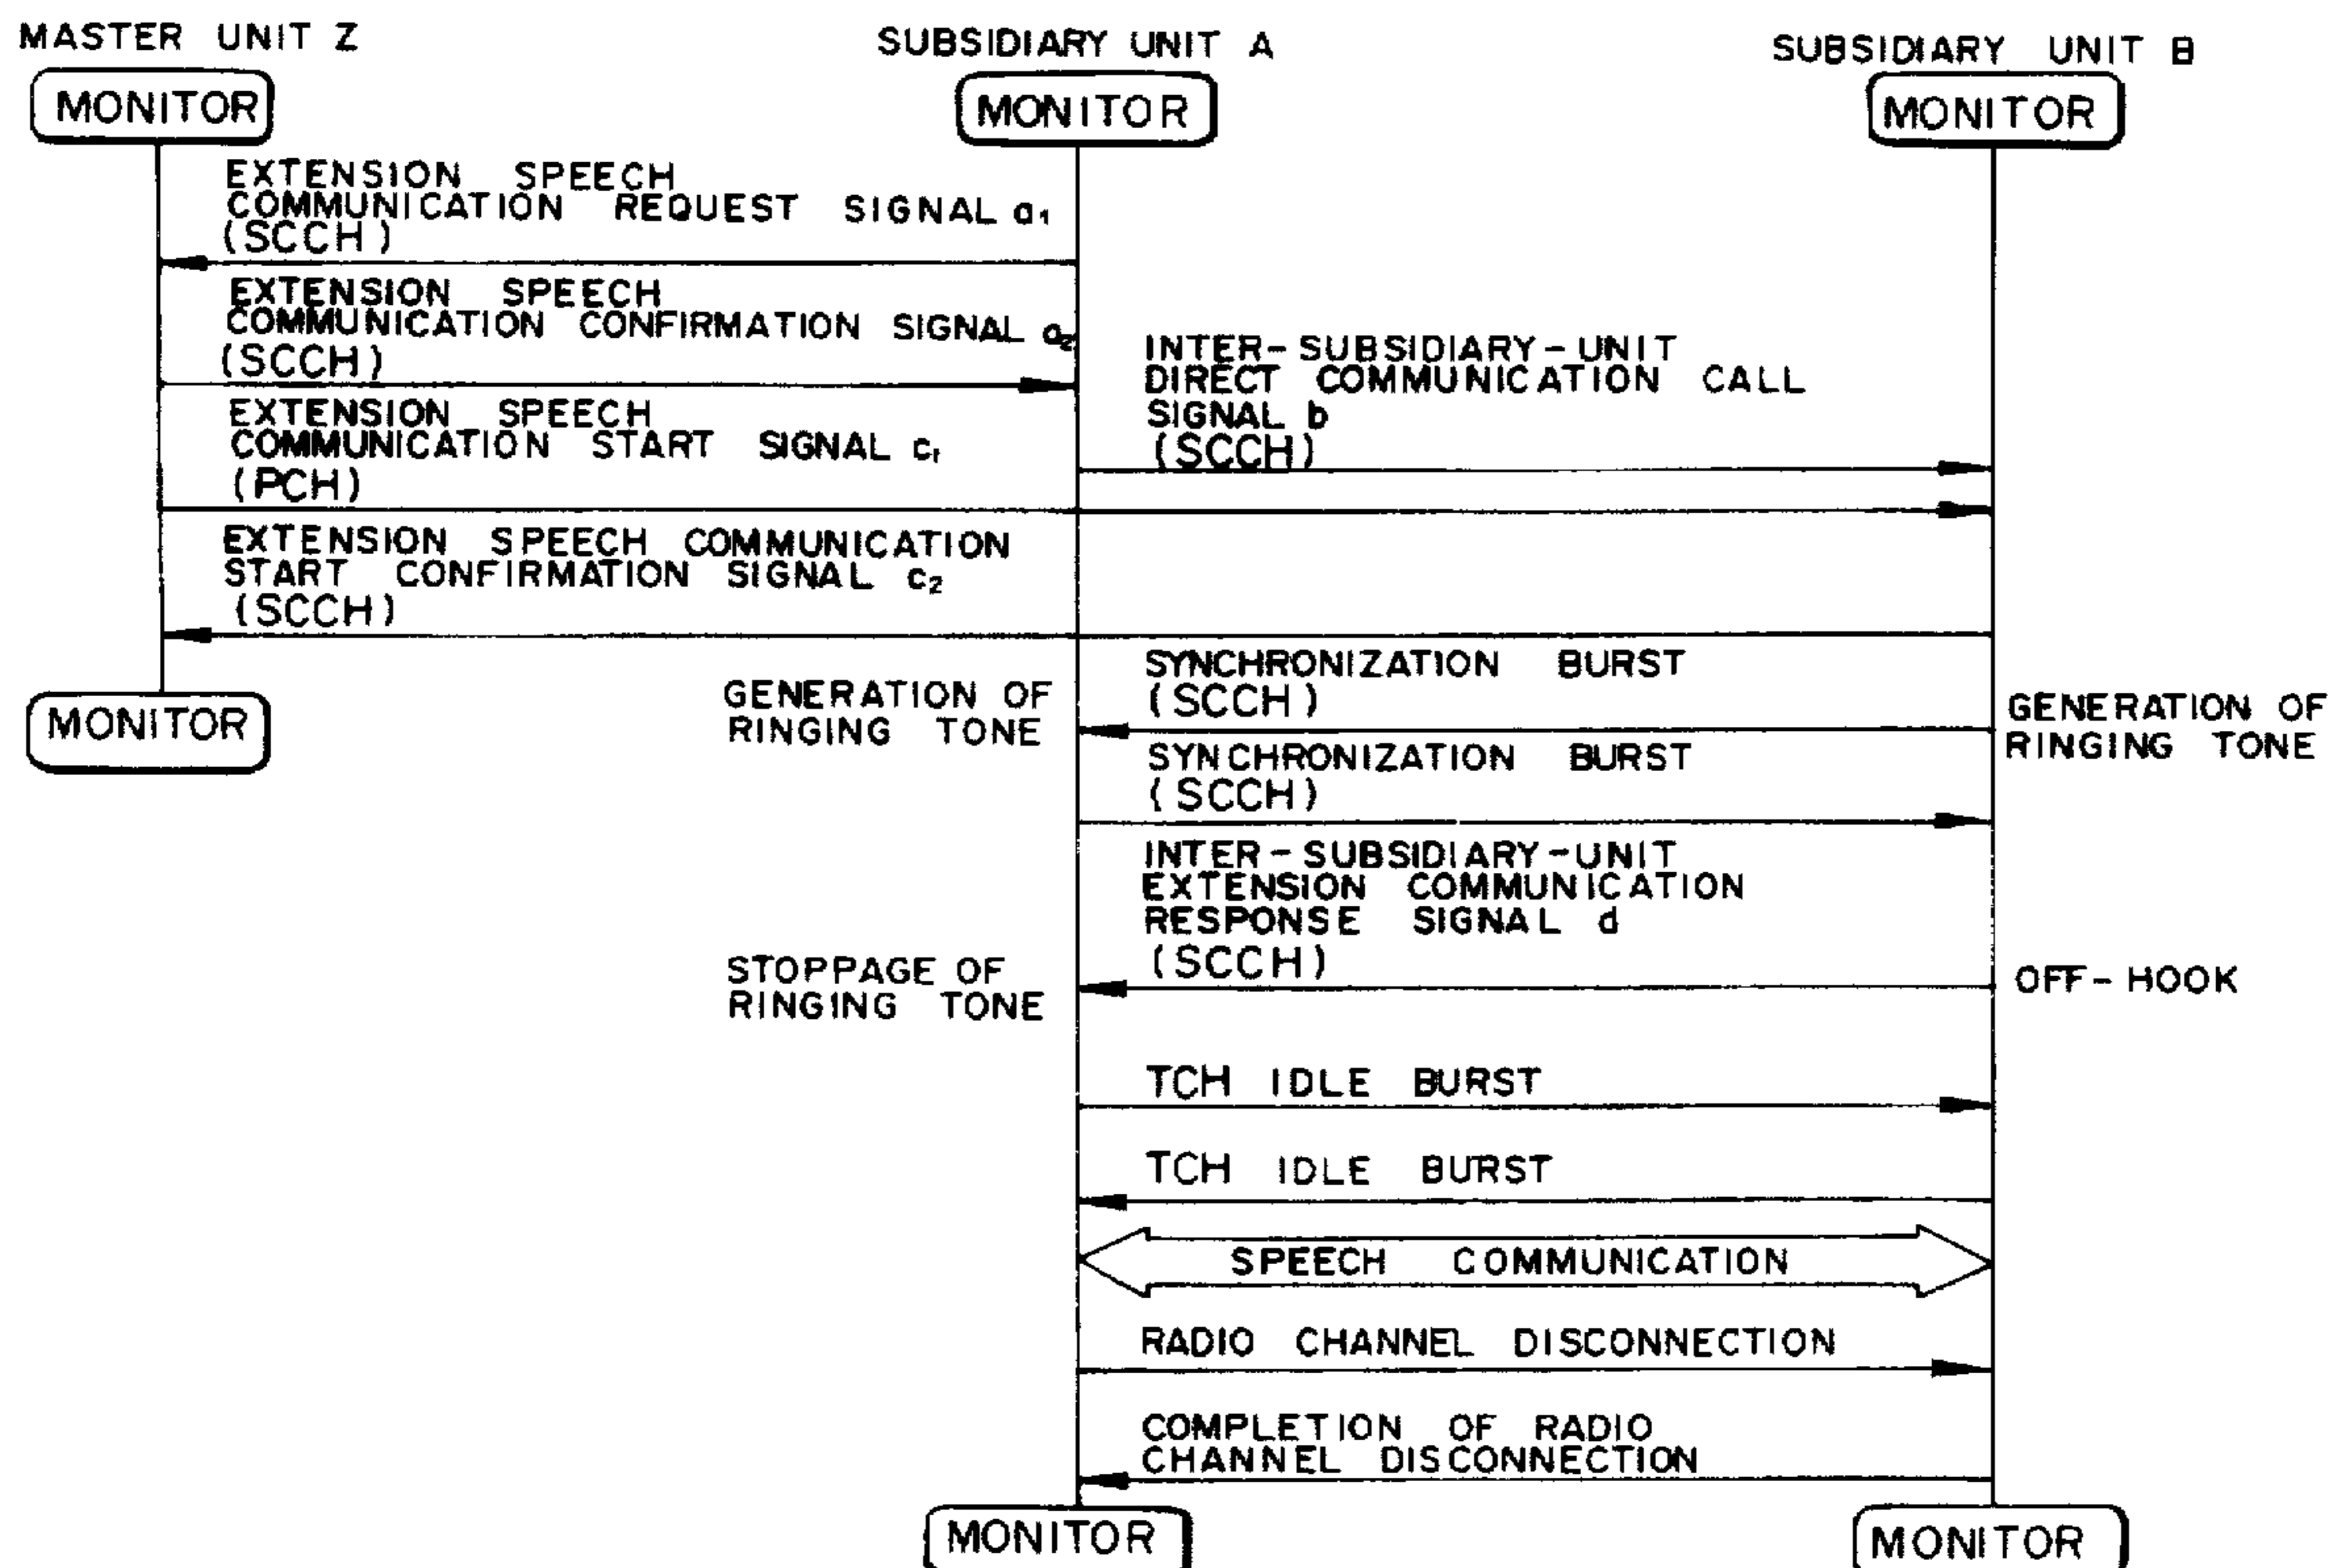 MASTER UNIT Z
SUBSIDIARY UNIT A
SUBSIDIARY UNIT B
MONITOR
MONITOR
MONITOR
EXTENSION SPEECH
COMMUNICATION REQUEST SIGNAL a₁
(SCCH)
EXTENSION SPEECH
COMMUNICATION CONFIRMATION SIGNAL a₂
(SCCH)
INTER-SUBSIDIARY-UNIT
DIRECT COMMUNICATION CALL
SIGNAL b
(SCCH)
EXTENSION SPEECH
COMMUNICATION START SIGNAL c₁
(PCH)
EXTENSION SPEECH COMMUNICATION
START CONFIRMATION SIGNAL c₂
(SCCH)
SYNCHRONIZATION BURST
(SCCH)
GENERATION OF
RINGING TONE
GENERATION OF
RINGING TONE
MONITOR
SYNCHRONIZATION BURST
(SCCH)
INTER-SUBSIDIARY-UNIT
EXTENSION COMMUNICATION
RESPONSE SIGNAL d
(SCCH)
STOPPAGE OF
RINGING TONE
OFF-HOOK
TCH IDLE BURST
TCH IDLE BURST
SPEECH COMMUNICATION
RADIO CHANNEL DISCONNECTION
COMPLETION OF RADIO
CHANNEL DISCONNECTION
MONITOR
MONITOR